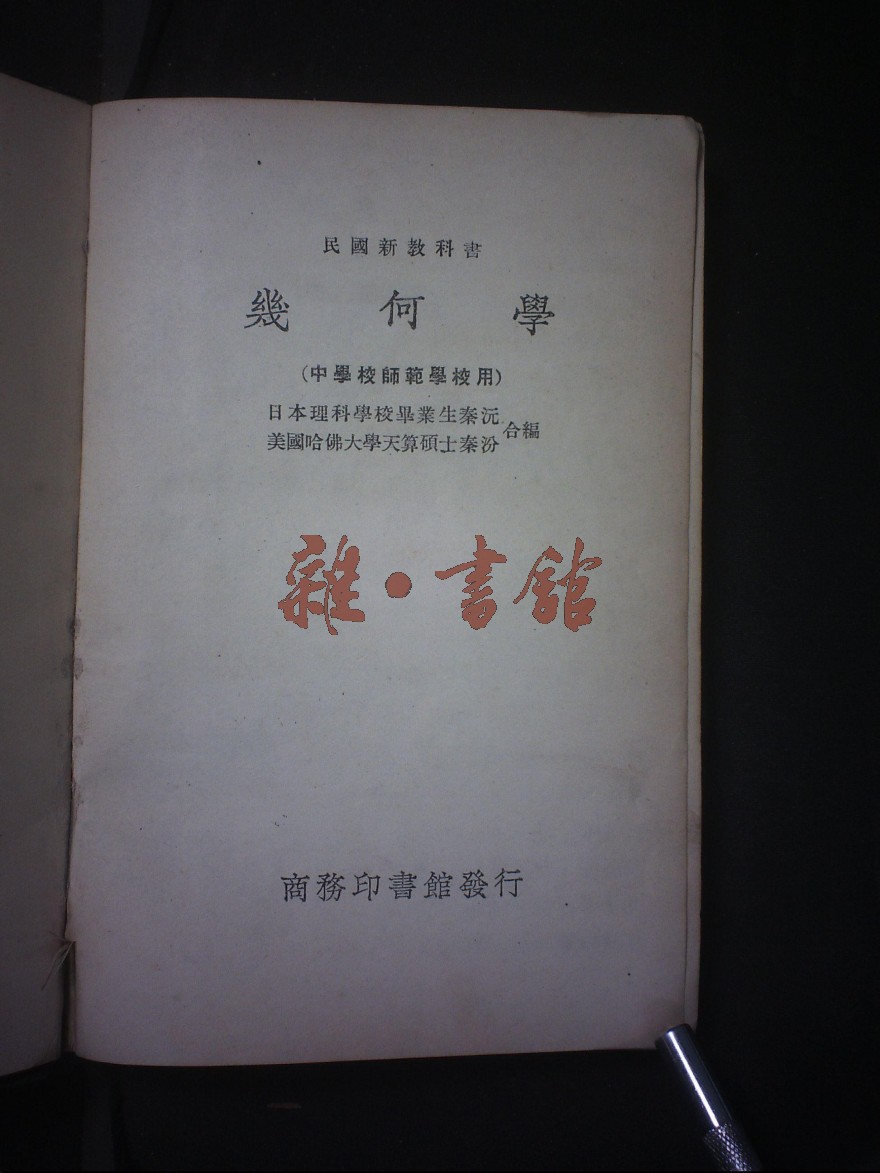 民國新教科書
幾何學
(中學校師範學校用)
日本理科學校畢業生秦沅
美國哈佛大學天算碩士秦汾
合編
雜·書館
商務印書館發行